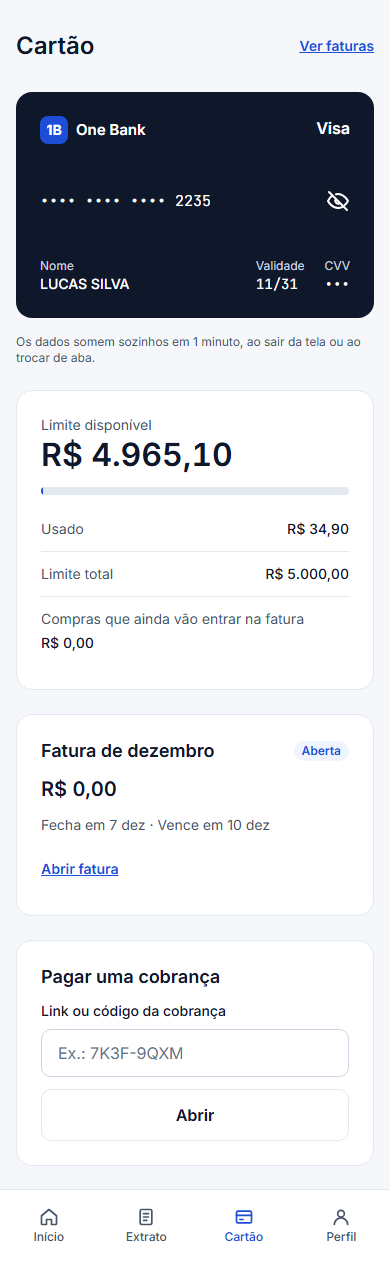 Cartão
Ver faturas
1B One Bank
Visa
•••• •••• •••• 2235
Nome
Validade
CVV
LUCAS SILVA
11/31
•••
Os dados somem sozinhos em 1 minuto, ao sair da tela ou ao
trocar de aba.
Limite disponível
R$ 4.965,10
Usado
R$ 34,90
Limite total
R$ 5.000,00
Compras que ainda vão entrar na fatura
R$ 0,00
Fatura de dezembro
Aberta
R$ 0,00
Fecha em 7 dez · Vence em 10 dez
Abrir fatura
Pagar uma cobrança
Link ou código da cobrança
Ex.: 7K3F-9QXM
Abrir
Início
Extrato
Cartão
Perfil